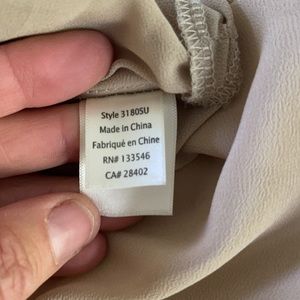 Style 3180SU
Made in China
Fabriqué en Chine
RN# 133546
CA# 28402